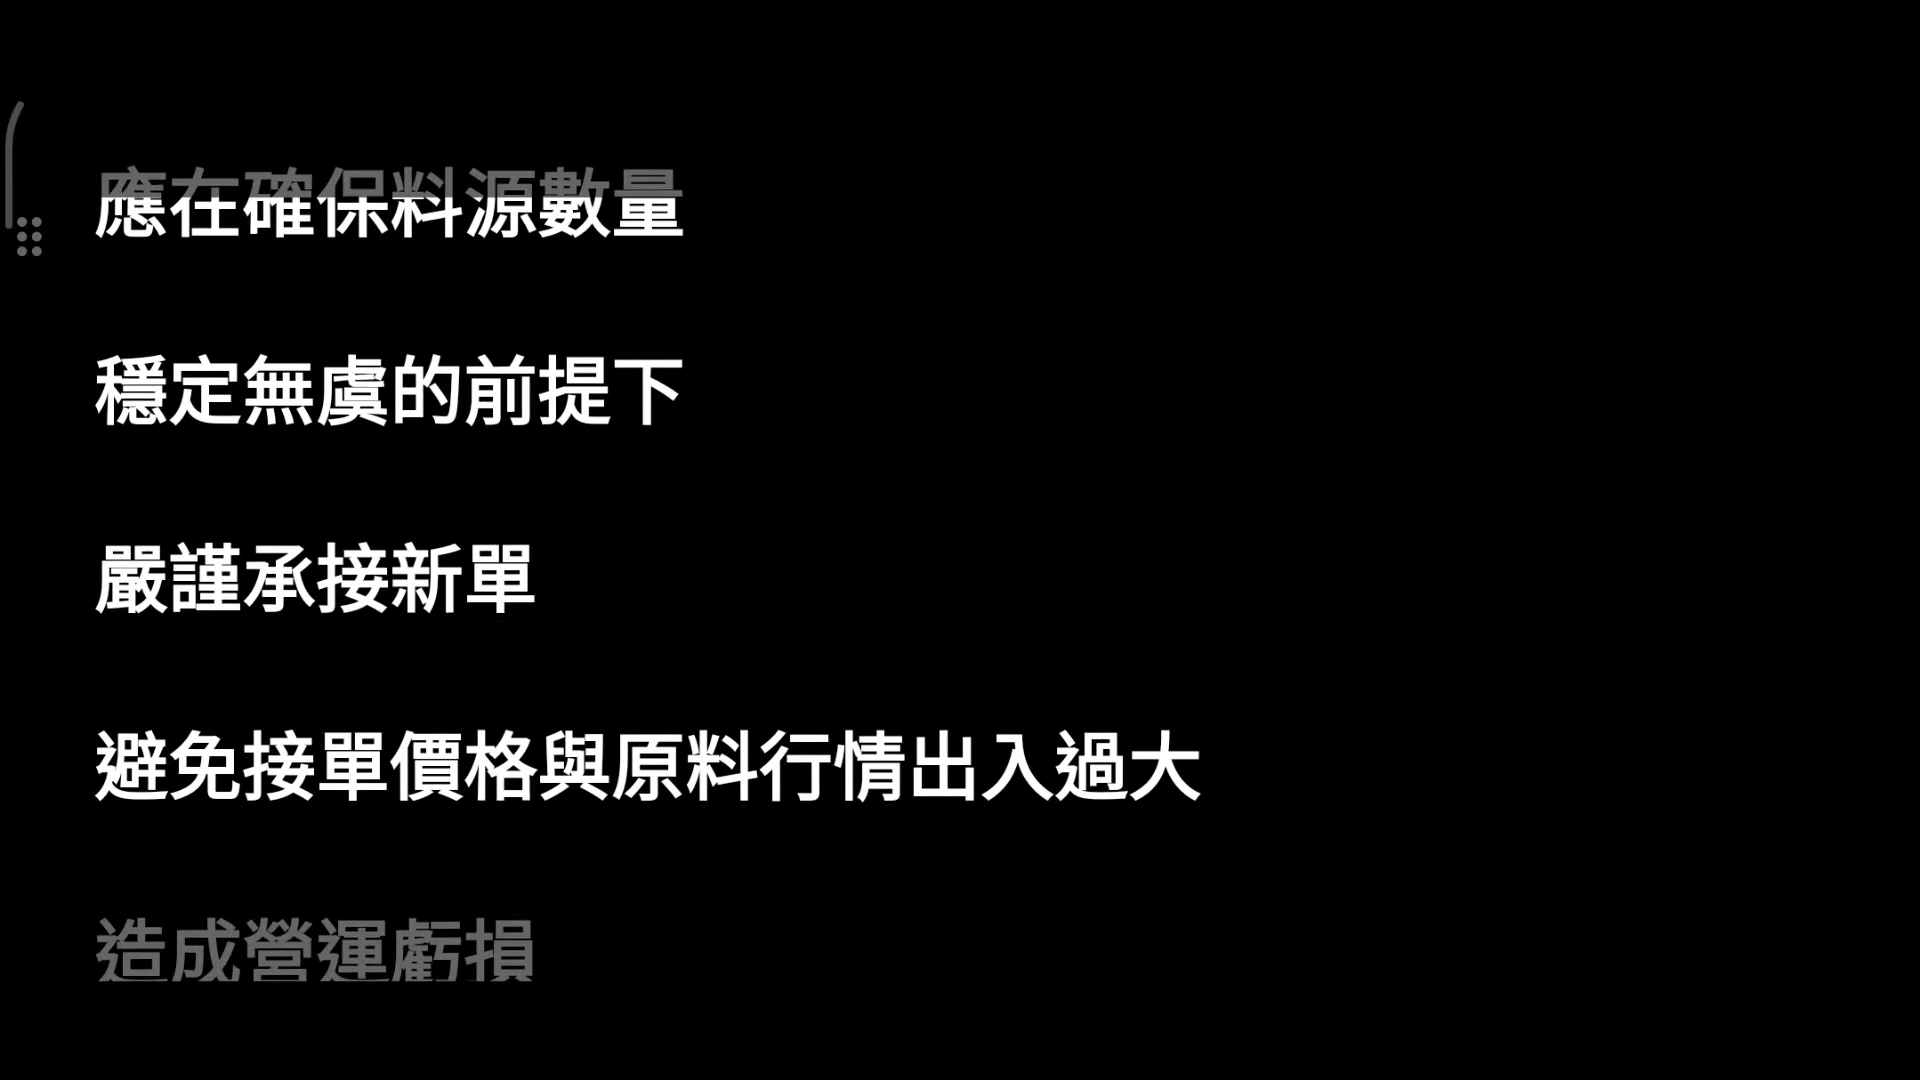 應在確保料源數量
穩定無虞的前提下
嚴謹承接新單
避免接單價格與原料行情出入過大
造成營運虧損